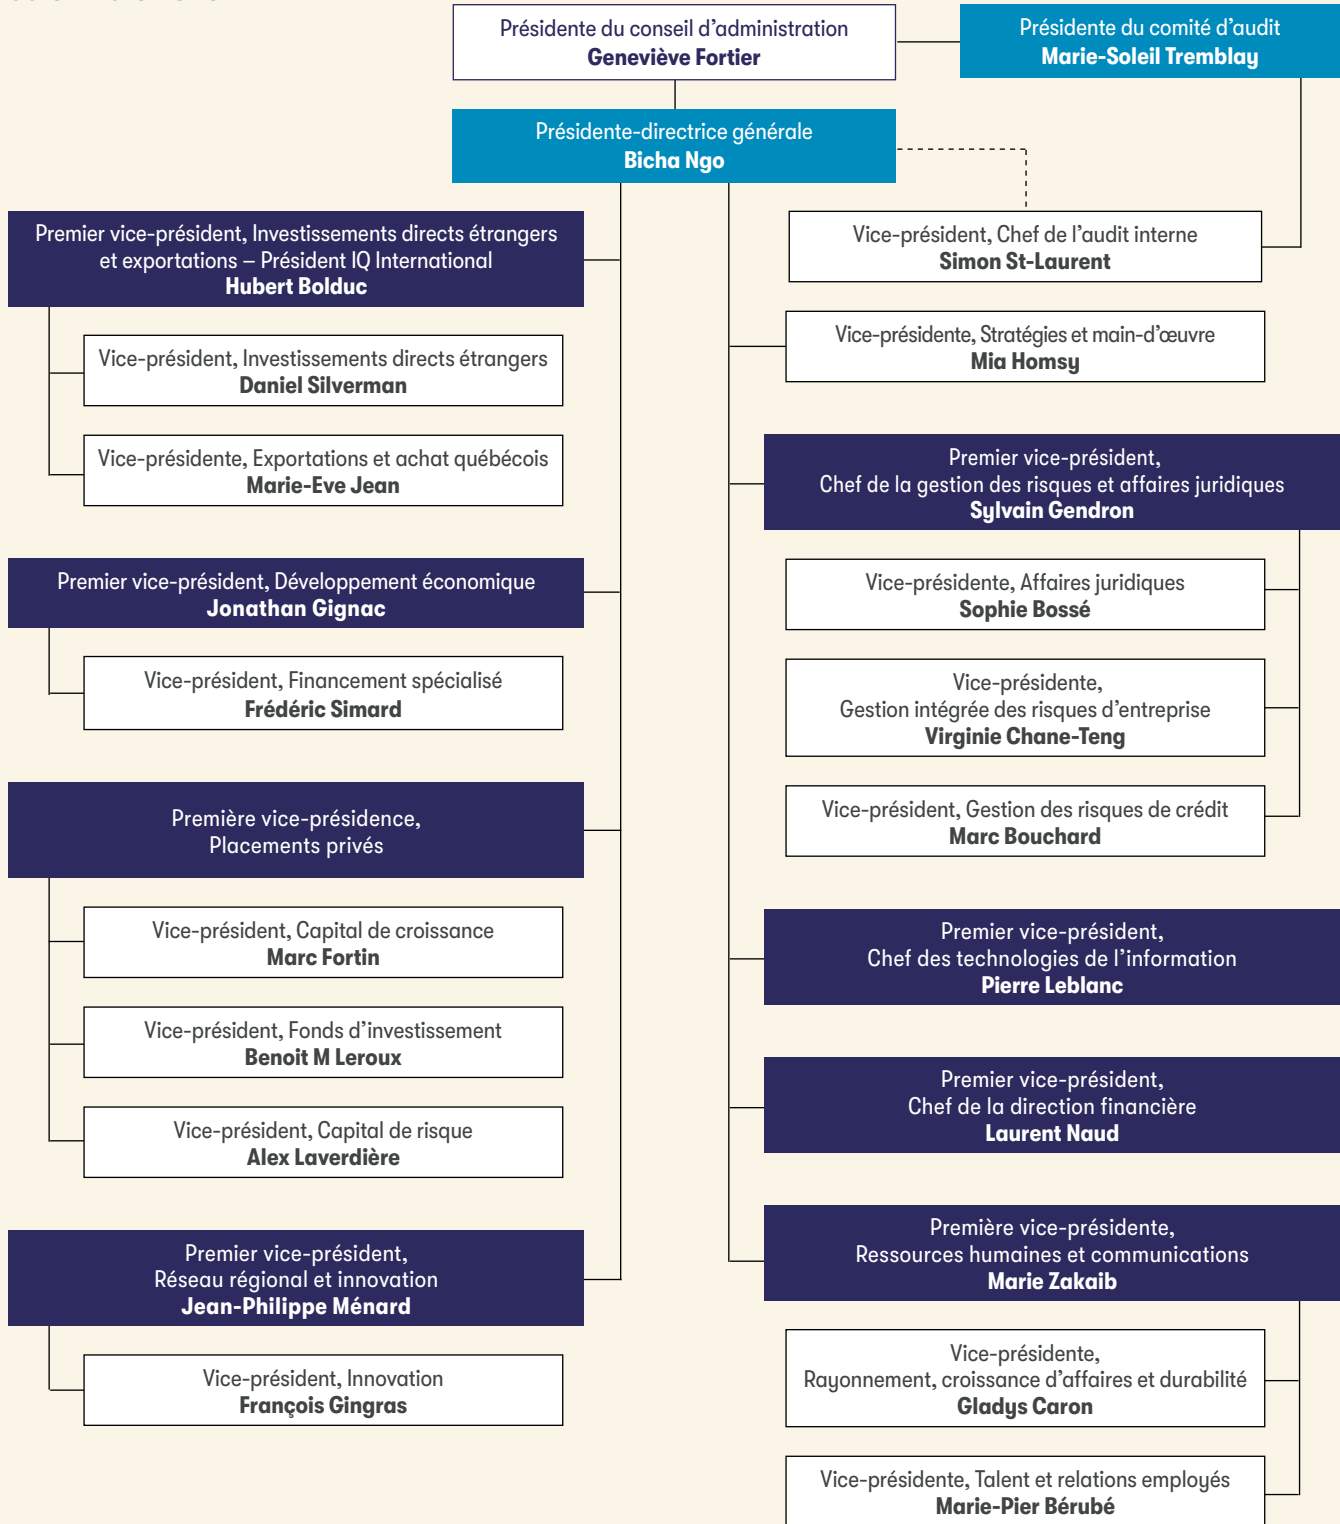 Présidente du conseil d’administration
Geneviève Fortier
Présidente du comité d’audit
Marie-Soleil Tremblay
Présidente-directrice générale
Bicha Ngo
Premier vice-président, Investissements directs étrangers
et exportations – Président IQ International
Hubert Bolduc
Vice-président, Investissements directs étrangers
Daniel Silverman
Vice-présidente, Exportations et achat québécois
Marie-Eve Jean
Premier vice-président, Développement économique
Jonathan Gignac
Vice-président, Financement spécialisé
Frédéric Simard
Première vice-présidence,
Placements privés
Vice-président, Capital de croissance
Marc Fortin
Vice-président, Fonds d’investissement
Benoit M Leroux
Vice-président, Capital de risque
Alex Laverdière
Premier vice-président,
Réseau régional et innovation
Jean-Philippe Ménard
Vice-président, Innovation
François Gingras
Vice-président, Chef de l’audit interne
Simon St-Laurent
Vice-présidente, Stratégies et main-d’œuvre
Mia Homsy
Premier vice-président,
Chef de la gestion des risques et affaires juridiques
Sylvain Gendron
Vice-présidente, Affaires juridiques
Sophie Bossé
Vice-présidente,
Gestion intégrée des risques d’entreprise
Virginie Chane-Teng
Vice-président, Gestion des risques de crédit
Marc Bouchard
Premier vice-président,
Chef des technologies de l’information
Pierre Leblanc
Premier vice-président,
Chef de la direction financière
Laurent Naud
Première vice-présidente,
Ressources humaines et communications
Marie Zakaib
Vice-présidente,
Rayonnement, croissance d’affaires et durabilité
Gladys Caron
Vice-présidente, Talent et relations employés
Marie-Pier Bérubé